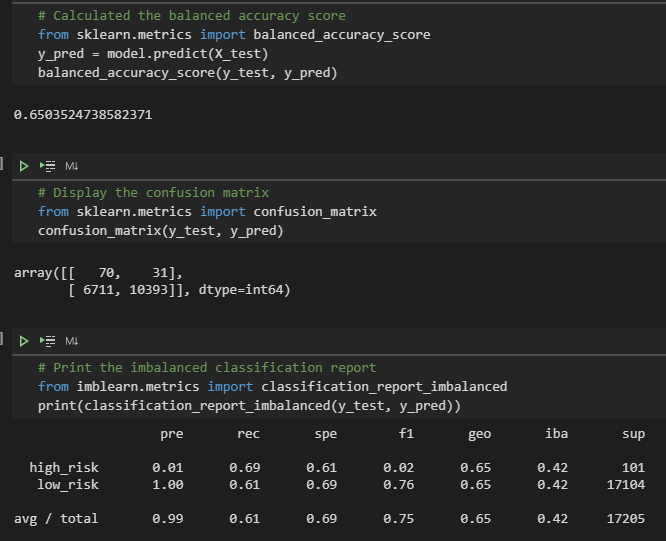 # Calculated the balanced accuracy score
from sklearn.metrics import balanced_accuracy_score
y_pred = model.predict(X_test)
balanced_accuracy_score(y_test, y_pred)
0.6503524738582371
] M↓
# Display the confusion matrix
from sklearn.metrics import confusion_matrix
confusion_matrix(y_test, y_pred)
array([[   70,    31],
       [ 6711, 10393]], dtype=int64)
] M↓
# Print the imbalanced classification report
from imblearn.metrics import classification_report_imbalanced
print(classification_report_imbalanced(y_test, y_pred))
pre rec spe f1 geo iba sup
high_risk 0.01 0.69 0.61 0.02 0.65 0.42 101
low_risk 1.00 0.61 0.69 0.76 0.65 0.42 17104
avg / total 0.99 0.61 0.69 0.75 0.65 0.42 17205